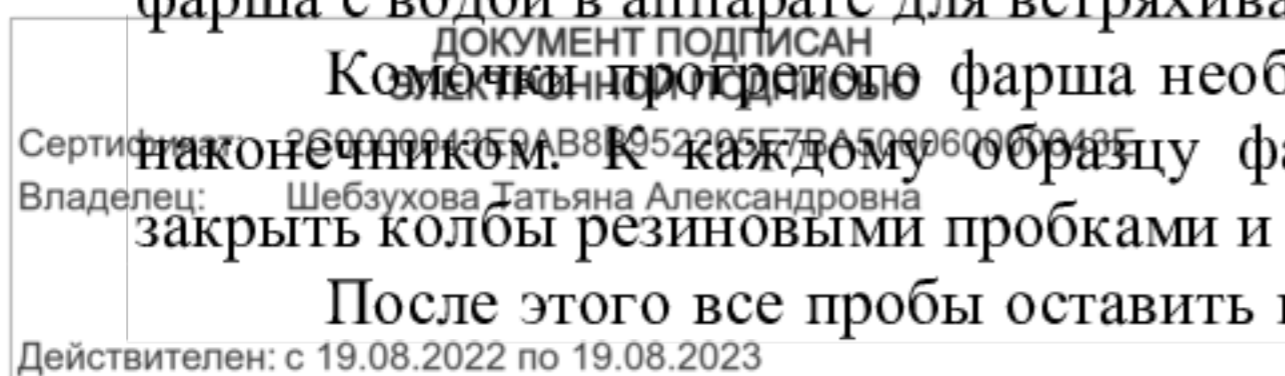 фарша с водой в аппарате для встряхива
ДОКУМЕНТ ПОДПИСАН
ЭЛЕКТРОННОЙ ПОДПИСЬЮ
Комочки прогретого фарша необ
Сертификат:
наконечником. К каждому образцу ф
Владелец: Шебзухова Татьяна Александровна
закрыть колбы резиновыми пробками и
После этого все пробы оставить
Действителен: с 19.08.2022 по 19.08.2023